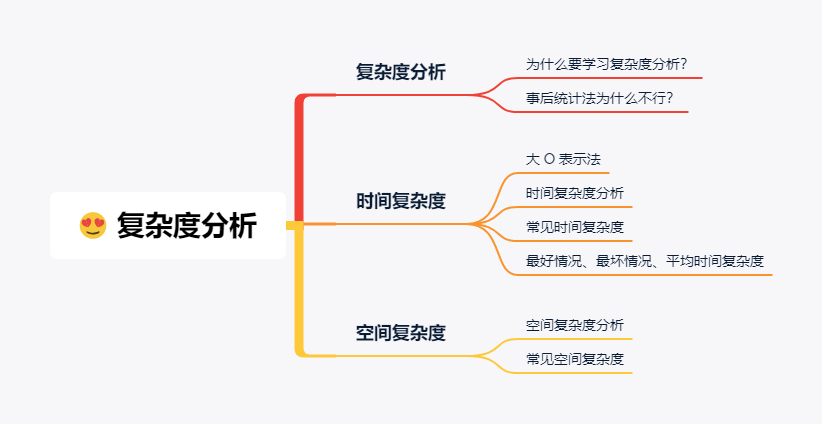 复杂度分析
复杂度分析
为什么要学习复杂度分析？
事后统计法为什么不行？
时间复杂度
大 O 表示法
时间复杂度分析
常见时间复杂度
最好情况、最坏情况、平均时间复杂度
空间复杂度
空间复杂度分析
常见空间复杂度